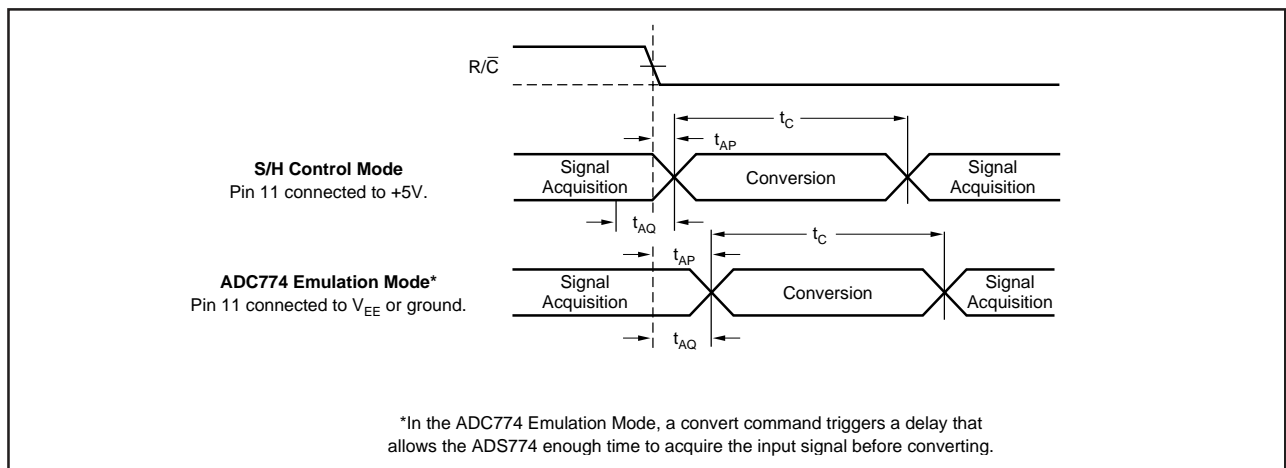 R/C̅
t_C
t_AP
S/H Control Mode
Pin 11 connected to +5V.
Signal
Acquisition
Conversion
Signal
Acquisition
t_AQ
t_C
t_AP
ADC774 Emulation Mode*
Pin 11 connected to V_EE or ground.
Signal
Acquisition
Conversion
Signal
Acquisition
t_AQ
*In the ADC774 Emulation Mode, a convert command triggers a delay that
allows the ADS774 enough time to acquire the input signal before converting.